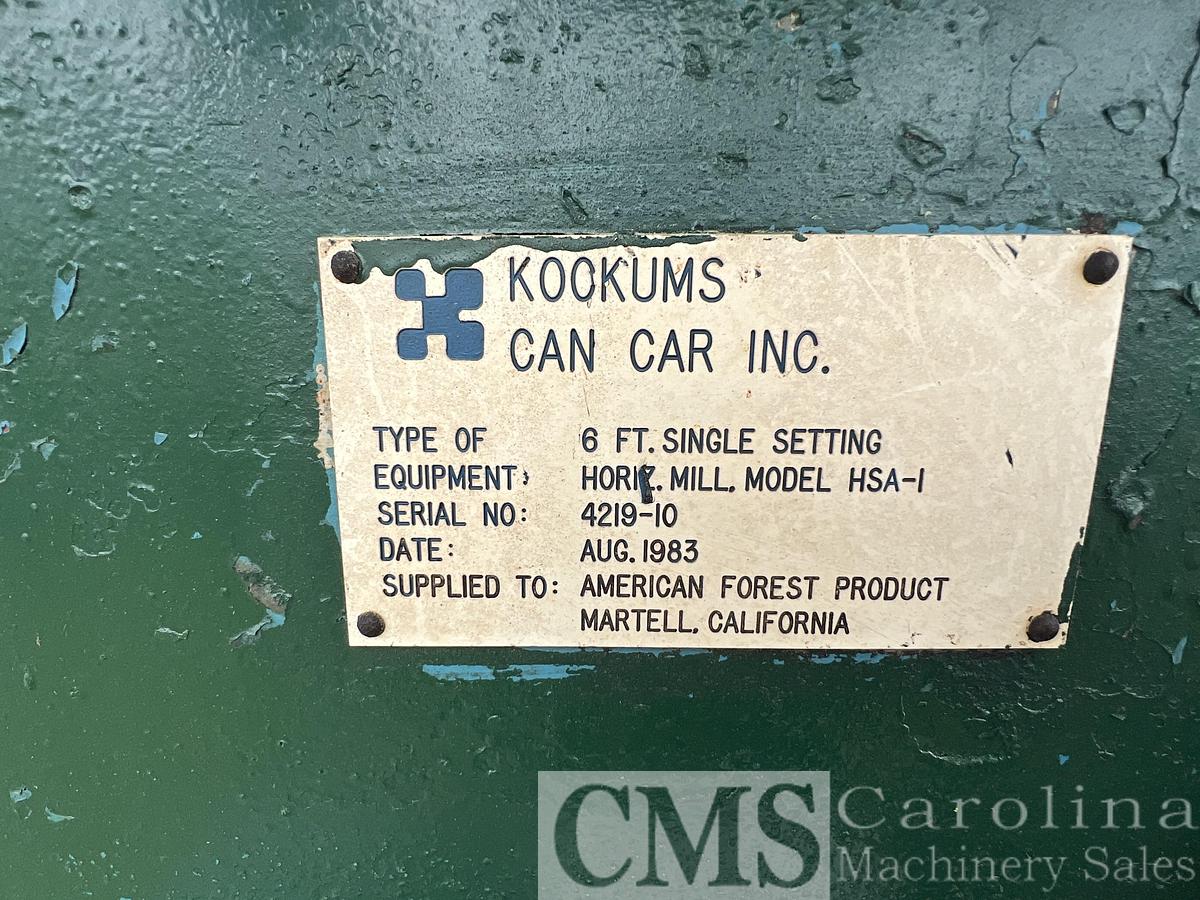 KOCKUMS
CAN CAR INC.
TYPE OF 6 FT. SINGLE SETTING
EQUIPMENT: HORIZ. MILL. MODEL HSA-1
SERIAL NO: 4219-10
DATE: AUG. 1983
SUPPLIED TO: AMERICAN FOREST PRODUCT
MARTELL, CALIFORNIA
CMS Carolina
Machinery Sales